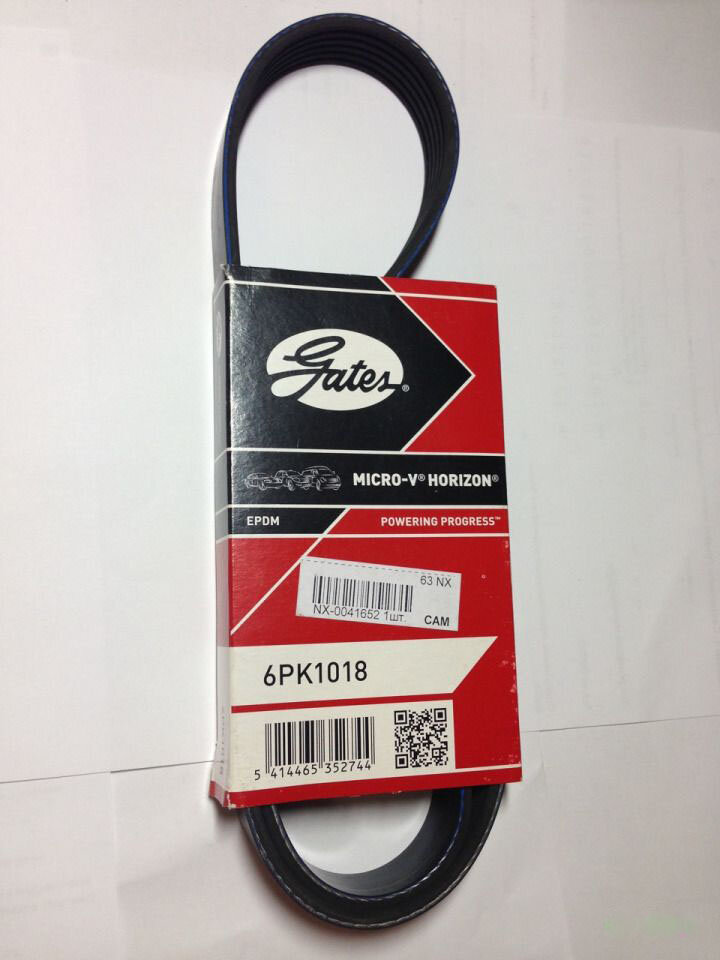 Gates®
MICRO-V® HORIZON®
EPDM
POWERING PROGRESS™
63 NX
NX-0041652 1шт.
CAM
6PK1018
5 414465 352744